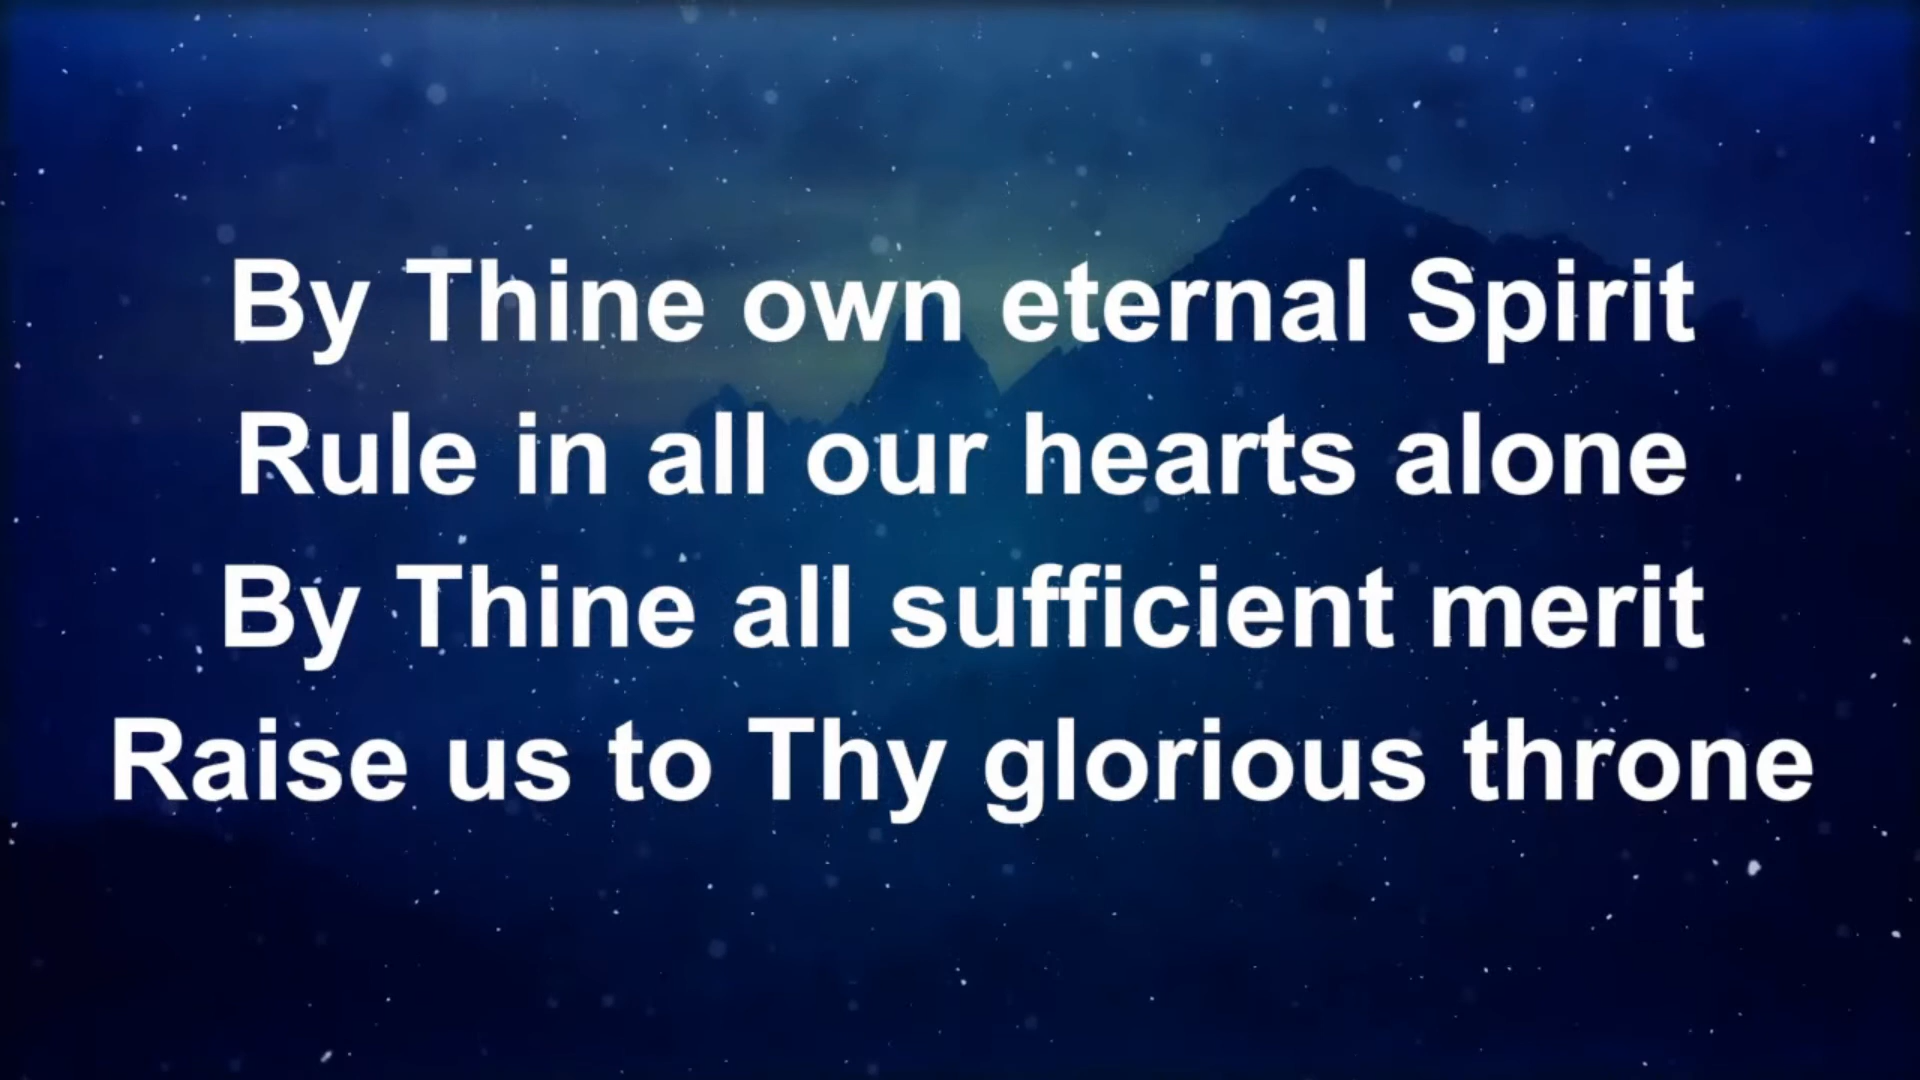 By Thine own eternal Spirit
Rule in all our hearts alone
By Thine all sufficient merit
Raise us to Thy glorious throne